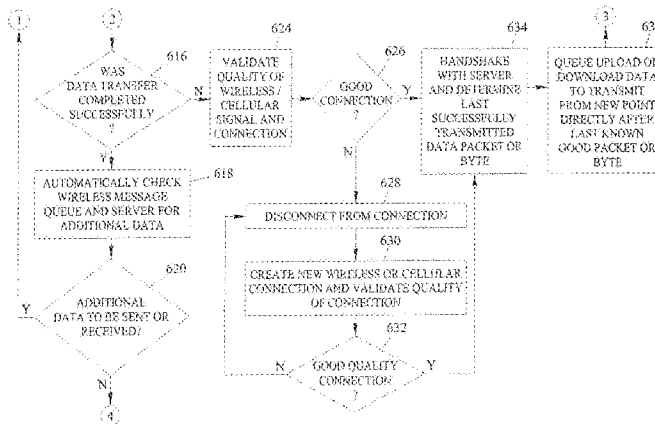 1
2
616
WAS
DATA TRANSFER
COMPLETED
SUCCESSFULLY
?
N
Y
624
VALIDATE
QUALITY OF
WIRELESS /
CELLULAR
SIGNAL AND
CONNECTION
626
GOOD
CONNECTION
?
Y
N
634
HANDSHAKE
WITH SERVER
AND DETERMINE
LAST
SUCCESSFULLY
TRANSMITTED
DATA PACKET OR
BYTE
3
QUEUE UPLOAD OR
DOWNLOAD DATA
TO TRANSMIT
FROM NEW POINT
DIRECTLY AFTER
LAST KNOWN
GOOD PACKET OR
BYTE
618
AUTOMATICALLY CHECK
WIRELESS MESSAGE
QUEUE AND SERVER FOR
ADDITIONAL DATA
620
ADDITIONAL
DATA TO BE SENT OR
RECEIVED?
Y
N
4
628
DISCONNECT FROM CONNECTION
630
CREATE NEW WIRELESS OR CELLULAR
CONNECTION AND VALIDATE QUALITY
OF CONNECTION
632
GOOD QUALITY
CONNECTION
?
N
Y